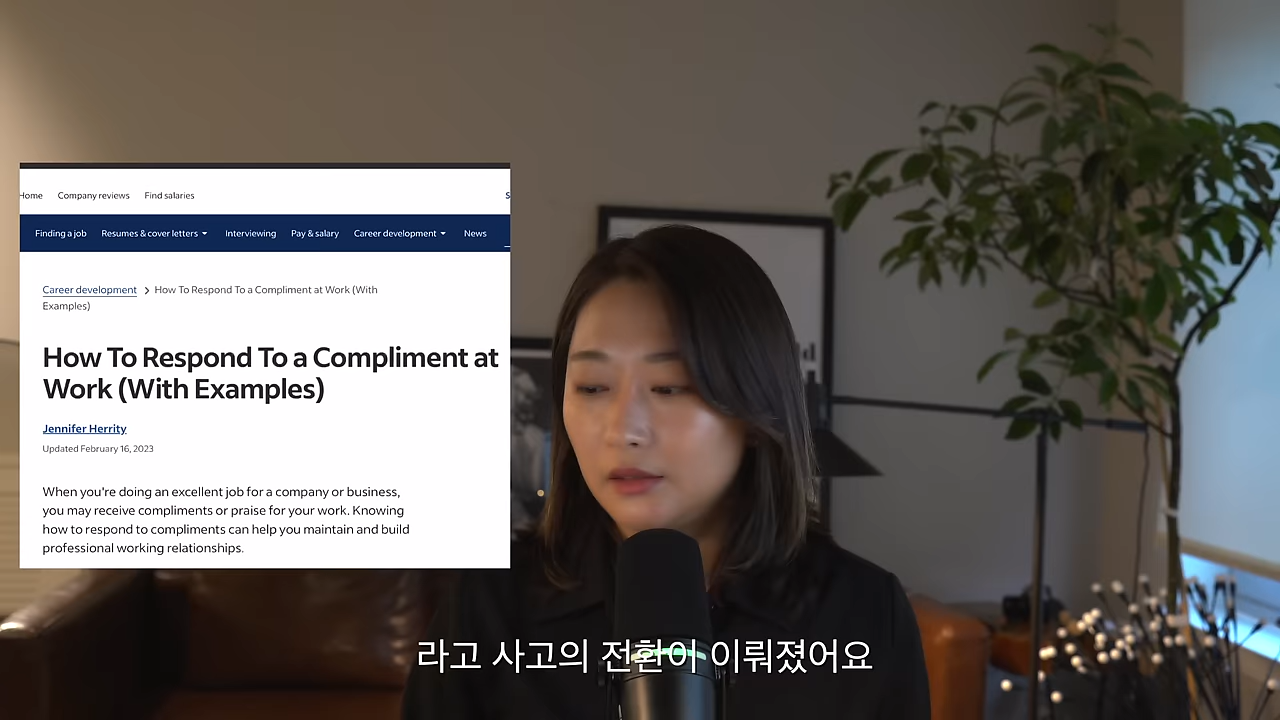 Home Company reviews Find salaries S
Finding a job Resumes & cover letters Interviewing Pay & salary Career development News
Career development > How To Respond To a Compliment at Work (With
Examples)
How To Respond To a Compliment at
Work (With Examples)
Jennifer Herrity
Updated February 16, 2023
When you're doing an excellent job for a company or business,
you may receive compliments or praise for your work. Knowing
how to respond to compliments can help you maintain and build
professional working relationships.
라고 사고의 전환이 이뤄졌어요